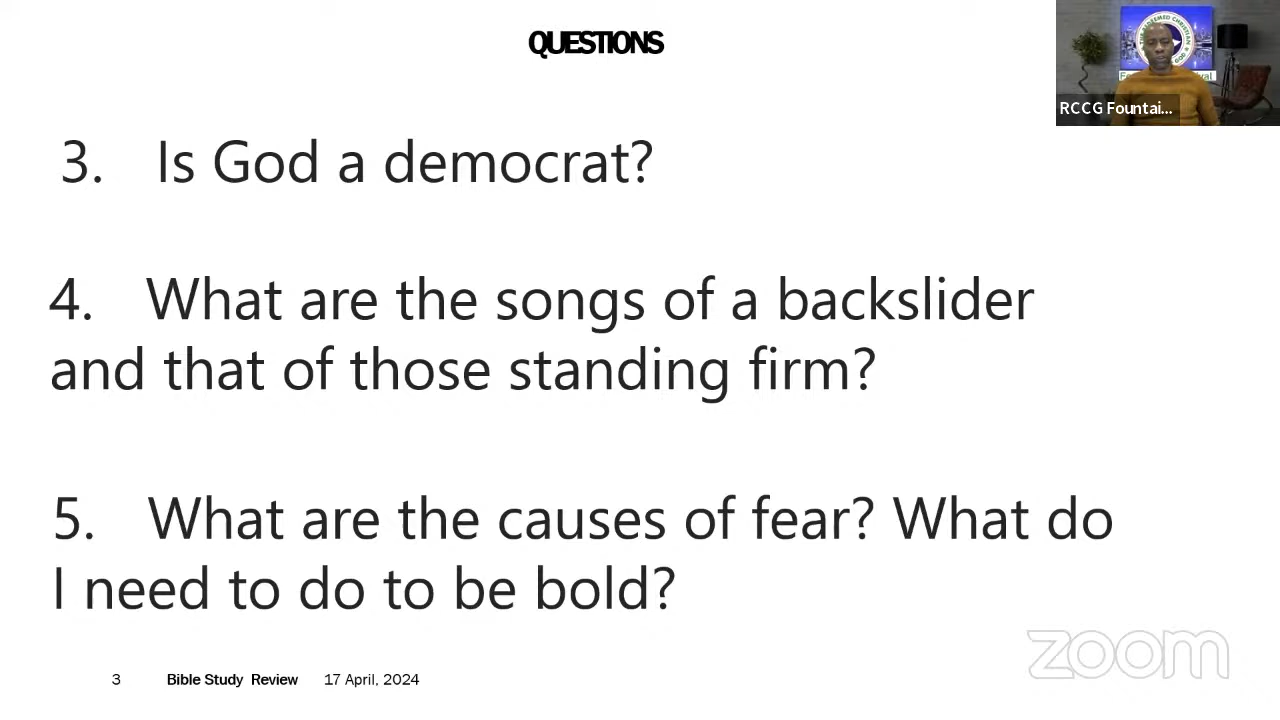 QUESTIONS
RCCG Fountai...
3. Is God a democrat?
4. What are the songs of a backslider
and that of those standing firm?
5. What are the causes of fear? What do
I need to do to be bold?
zoom
3 Bible Study Review 17 April, 2024